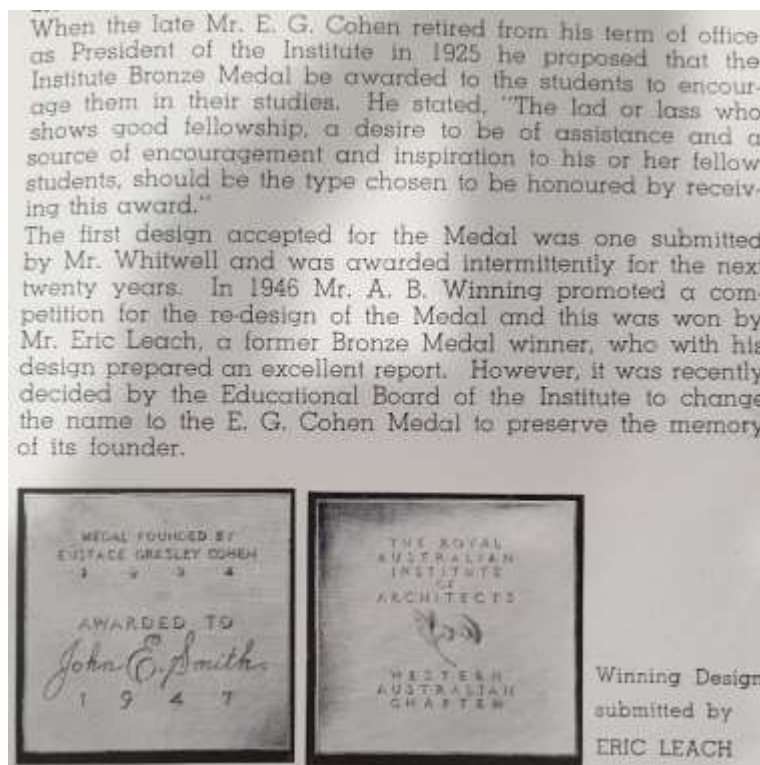 When the late Mr. E. G. Cohen retired from his term of office
as President of the Institute in 1925 he proposed that the
Institute Bronze Medal be awarded to the students to encour-
age them in their studies. He stated, "The lad or lass who
shows good fellowship, a desire to be of assistance and a
source of encouragement and inspiration to his or her fellow
students, should be the type chosen to be honoured by receiv-
ing this award."
The first design accepted for the Medal was one submitted
by Mr. Whitwell and was awarded intermittently for the next
twenty years. In 1946 Mr. A. B. Winning promoted a com-
petition for the re-design of the Medal and this was won by
Mr. Eric Leach, a former Bronze Medal winner, who with his
design prepared an excellent report. However, it was recently
decided by the Educational Board of the Institute to change
the name to the E. G. Cohen Medal to preserve the memory
of its founder.
MEDAL FOUNDED BY
EUSTACE GRESLEY COHEN
AWARDED TO
John E. Smith.
1 9 4 7
THE ROYAL
AUSTRALIAN
INSTITUTE
OF
ARCHITECTS
WESTERN
AUSTRALIAN
CHAPTER
Winning Design
submitted by
ERIC LEACH